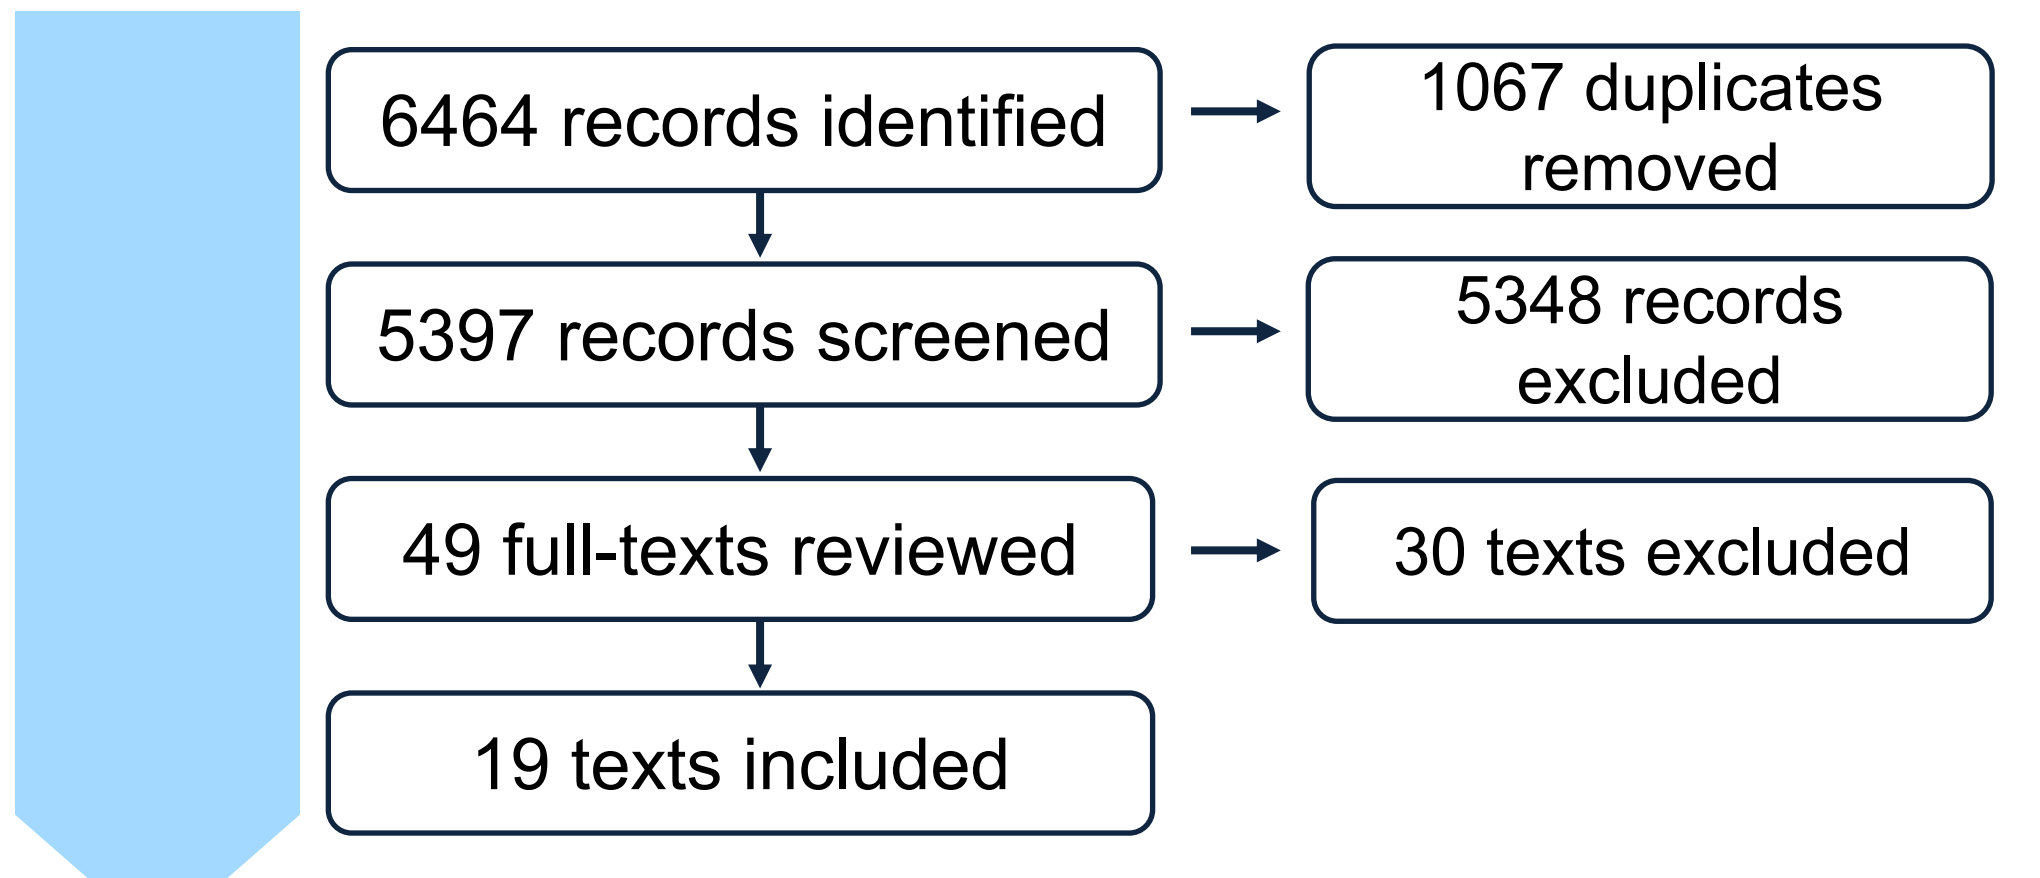 6464 records identified
1067 duplicates
removed
5397 records screened
5348 records
excluded
49 full-texts reviewed
30 texts excluded
19 texts included